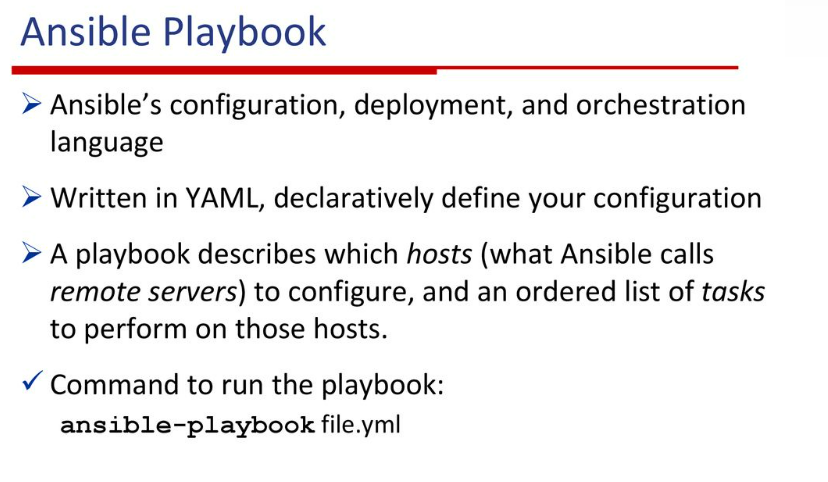 Ansible Playbook
Ansible’s configuration, deployment, and orchestration
language
Written in YAML, declaratively define your configuration
A playbook describes which hosts (what Ansible calls
remote servers) to configure, and an ordered list of tasks
to perform on those hosts.
Command to run the playbook:
ansible-playbook file.yml